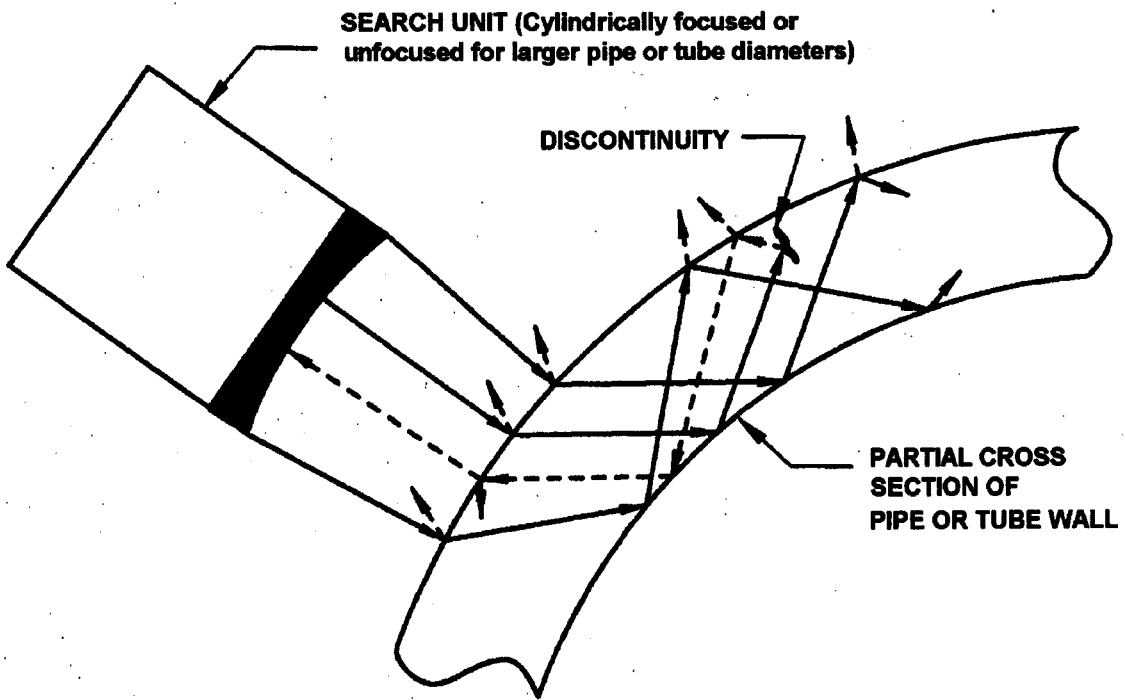 SEARCH UNIT (Cylindrically focused or
unfocused for larger pipe or tube diameters)
DISCONTINUITY
PARTIAL CROSS
SECTION OF
PIPE OR TUBE WALL